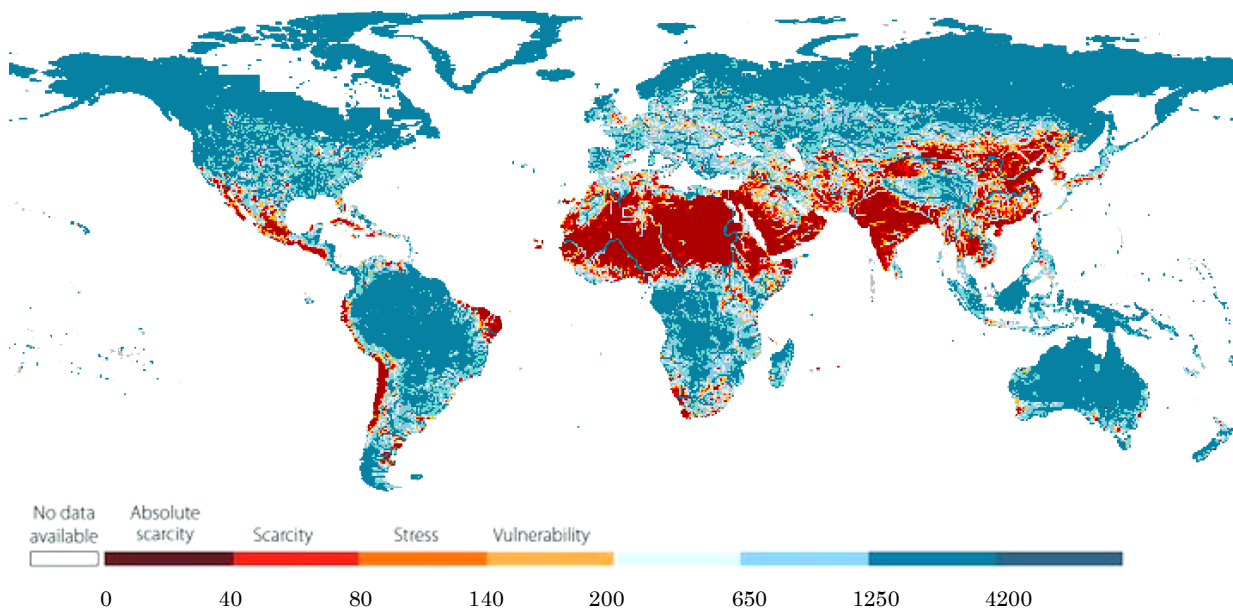 No data available
Absolute scarcity
Scarcity
Stress
Vulnerability
0 40 80 140 200 650 1250 4200